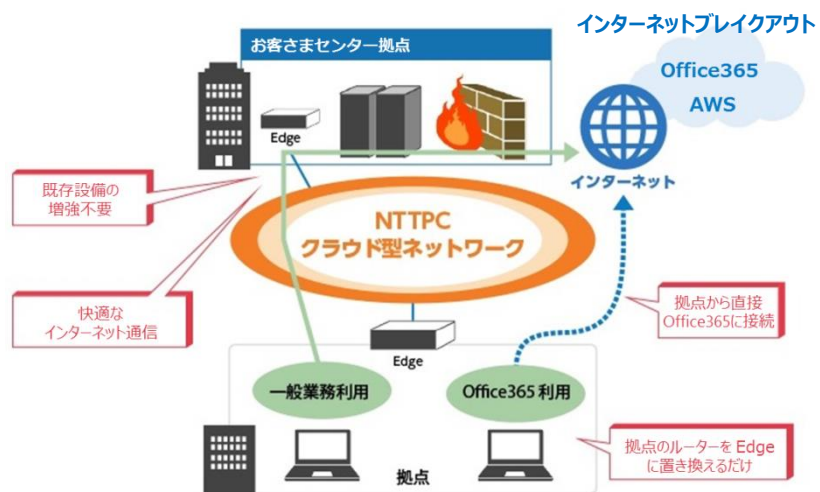 インターネットブレイクアウト
お客さまセンター拠点
Office365
AWS
Edge
インターネット
既存設備の
増強不要
NTTPC
クラウド型ネットワーク
快適な
インターネット通信
拠点から直接
Office365に接続
Edge
一般業務利用
Office365 利用
拠点のルーターを Edge
に置き換えるだけ
拠点